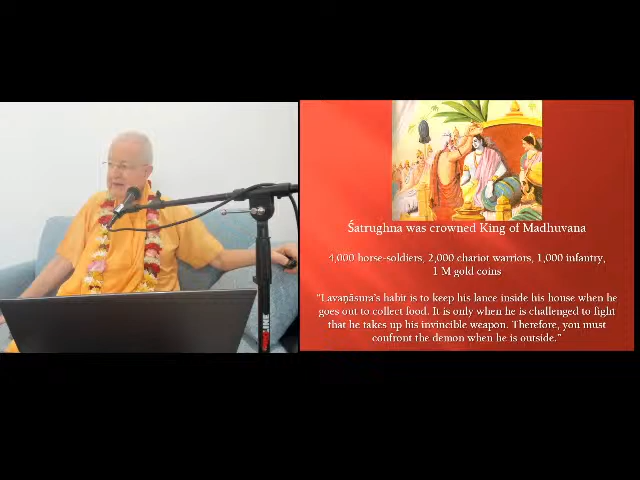 Śatrughna was crowned King of Madhuvana
4,000 horse-soldiers, 2,000 chariot warriors, 1,000 infantry,
1 M gold coins
"Lavaṇāsura's habit is to keep his lance inside his house when he
goes out to collect food. It is only when he is challenged to fight
that he takes up his invincible weapon. Therefore, you must
confront the demon when he is outside."